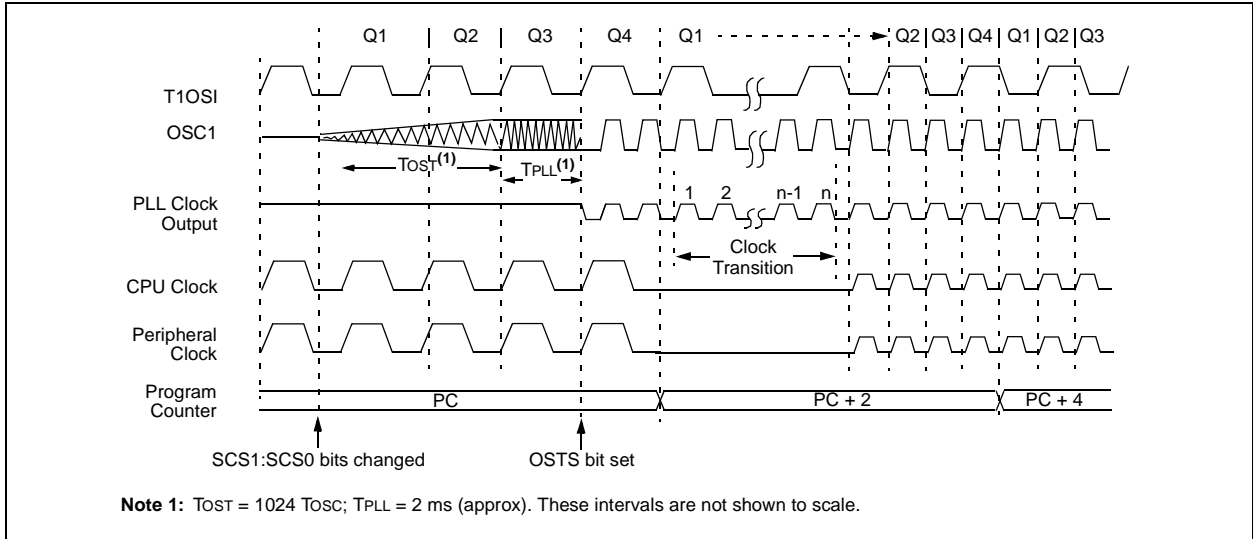 Q1 Q2 Q3 Q4 Q1 Q2 Q3 Q4 Q1 Q2 Q3
T1OSI
OSC1
TOST(1) TPLL(1)
1 2 n-1 n
PLL Clock
Output
Clock
Transition
CPU Clock
Peripheral
Clock
Program
Counter
PC PC + 2 PC + 4
SCS1:SCS0 bits changed OSTS bit set
Note 1: TOST = 1024 TOSC; TPLL = 2 ms (approx). These intervals are not shown to scale.